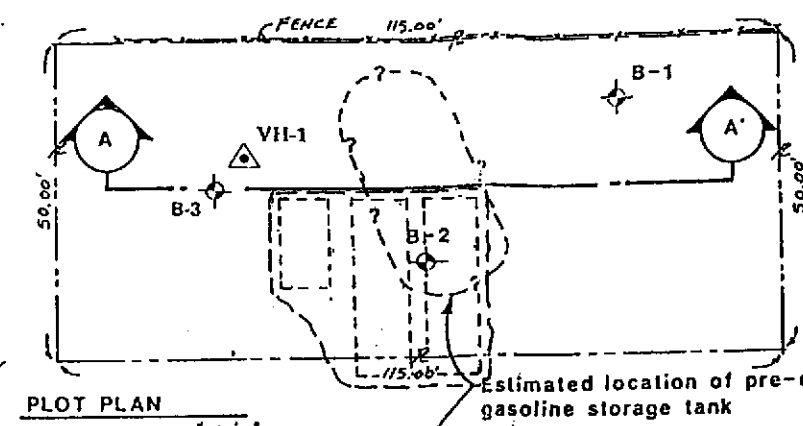 FENCE 115.00'
?
B-1
A
VH-1
A'
?
50.00'
50.00'
?
B-3
?
B-2
?
115.00'
Estimated location of pre-
PLOT PLAN
gasoline storage tank